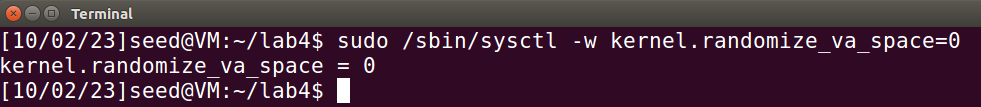 Terminal
[10/02/23]seed@VM:~/lab4$ sudo /sbin/sysctl -w kernel.randomize_va_space=0
kernel.randomize_va_space = 0
[10/02/23]seed@VM:~/lab4$